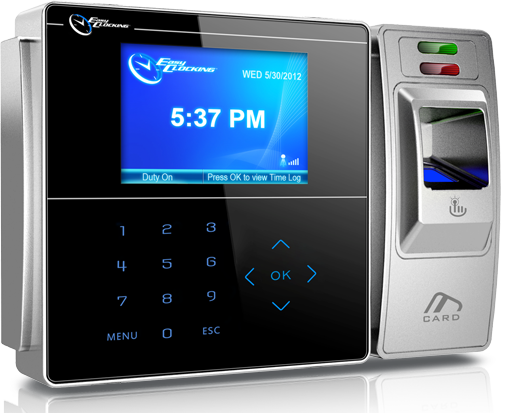 EASY
CLOCKING
EASY
CLOCKING
WED 5/30/2012
5:37 PM
Duty On | Press OK to view Time Log
1 2 3
4 5 6
7 8 9
MENU 0 ESC
OK
CARD